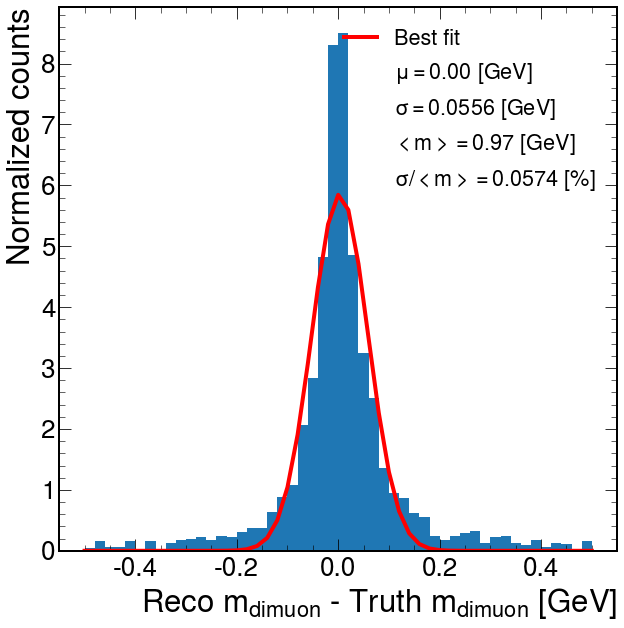 Normalized counts
8
7
6
5
4
3
2
1
0
Best fit
μ = 0.00 [GeV]
σ = 0.0556 [GeV]
< m > = 0.97 [GeV]
σ/< m > = 0.0574 [%]
-0.4 -0.2 0.0 0.2 0.4
Reco m_dimuon - Truth m_dimuon [GeV]